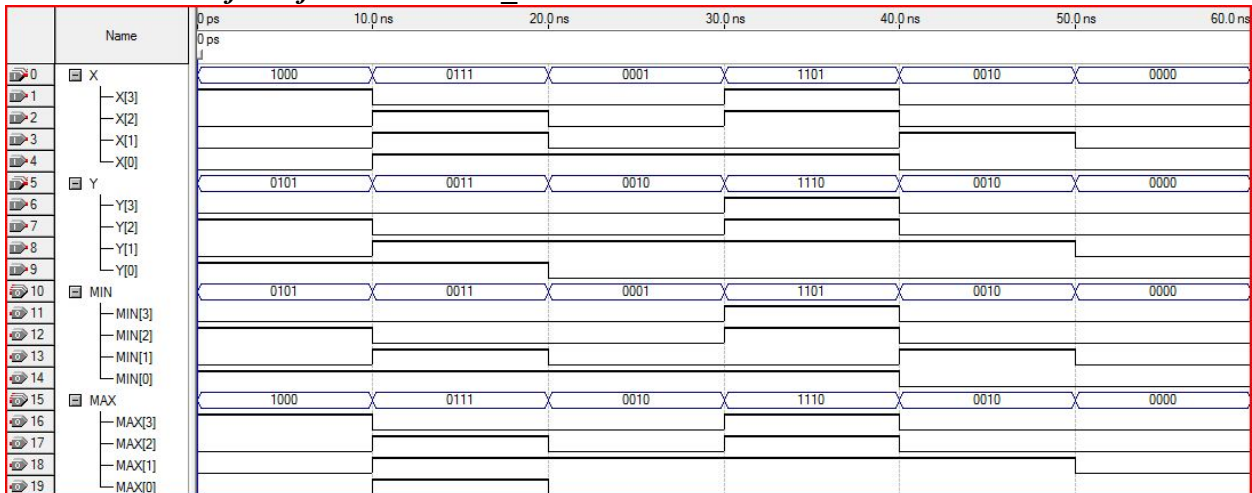 _
Name 0 ps 10.0 ns 20.0 ns 30.0 ns 40.0 ns 50.0 ns 60.0 ns
0 ps
0 X 1000 0111 0001 1101 0010 0000
1 X[3]
2 X[2]
3 X[1]
4 X[0]
5 Y 0101 0011 0010 1110 0010 0000
6 Y[3]
7 Y[2]
8 Y[1]
9 Y[0]
10 MIN 0101 0011 0001 1101 0010 0000
11 MIN[3]
12 MIN[2]
13 MIN[1]
14 MIN[0]
15 MAX 1000 0111 0010 1110 0010 0000
16 MAX[3]
17 MAX[2]
18 MAX[1]
19 MAX[0]